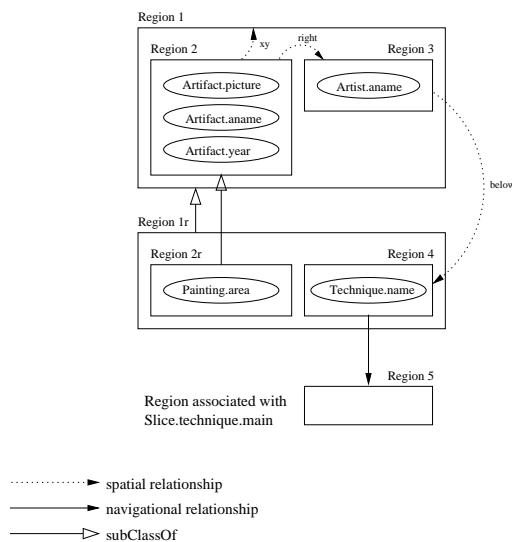 Region 1
Region 2
xy
right
Region 3
Artifact.picture
Artist.aname
Artifact.aname
Artifact.year
below
Region 1r
Region 2r
Region 4
Painting.area
Technique.name
Region 5
Region associated with
Slice.technique.main
spatial relationship
navigational relationship
subClassOf